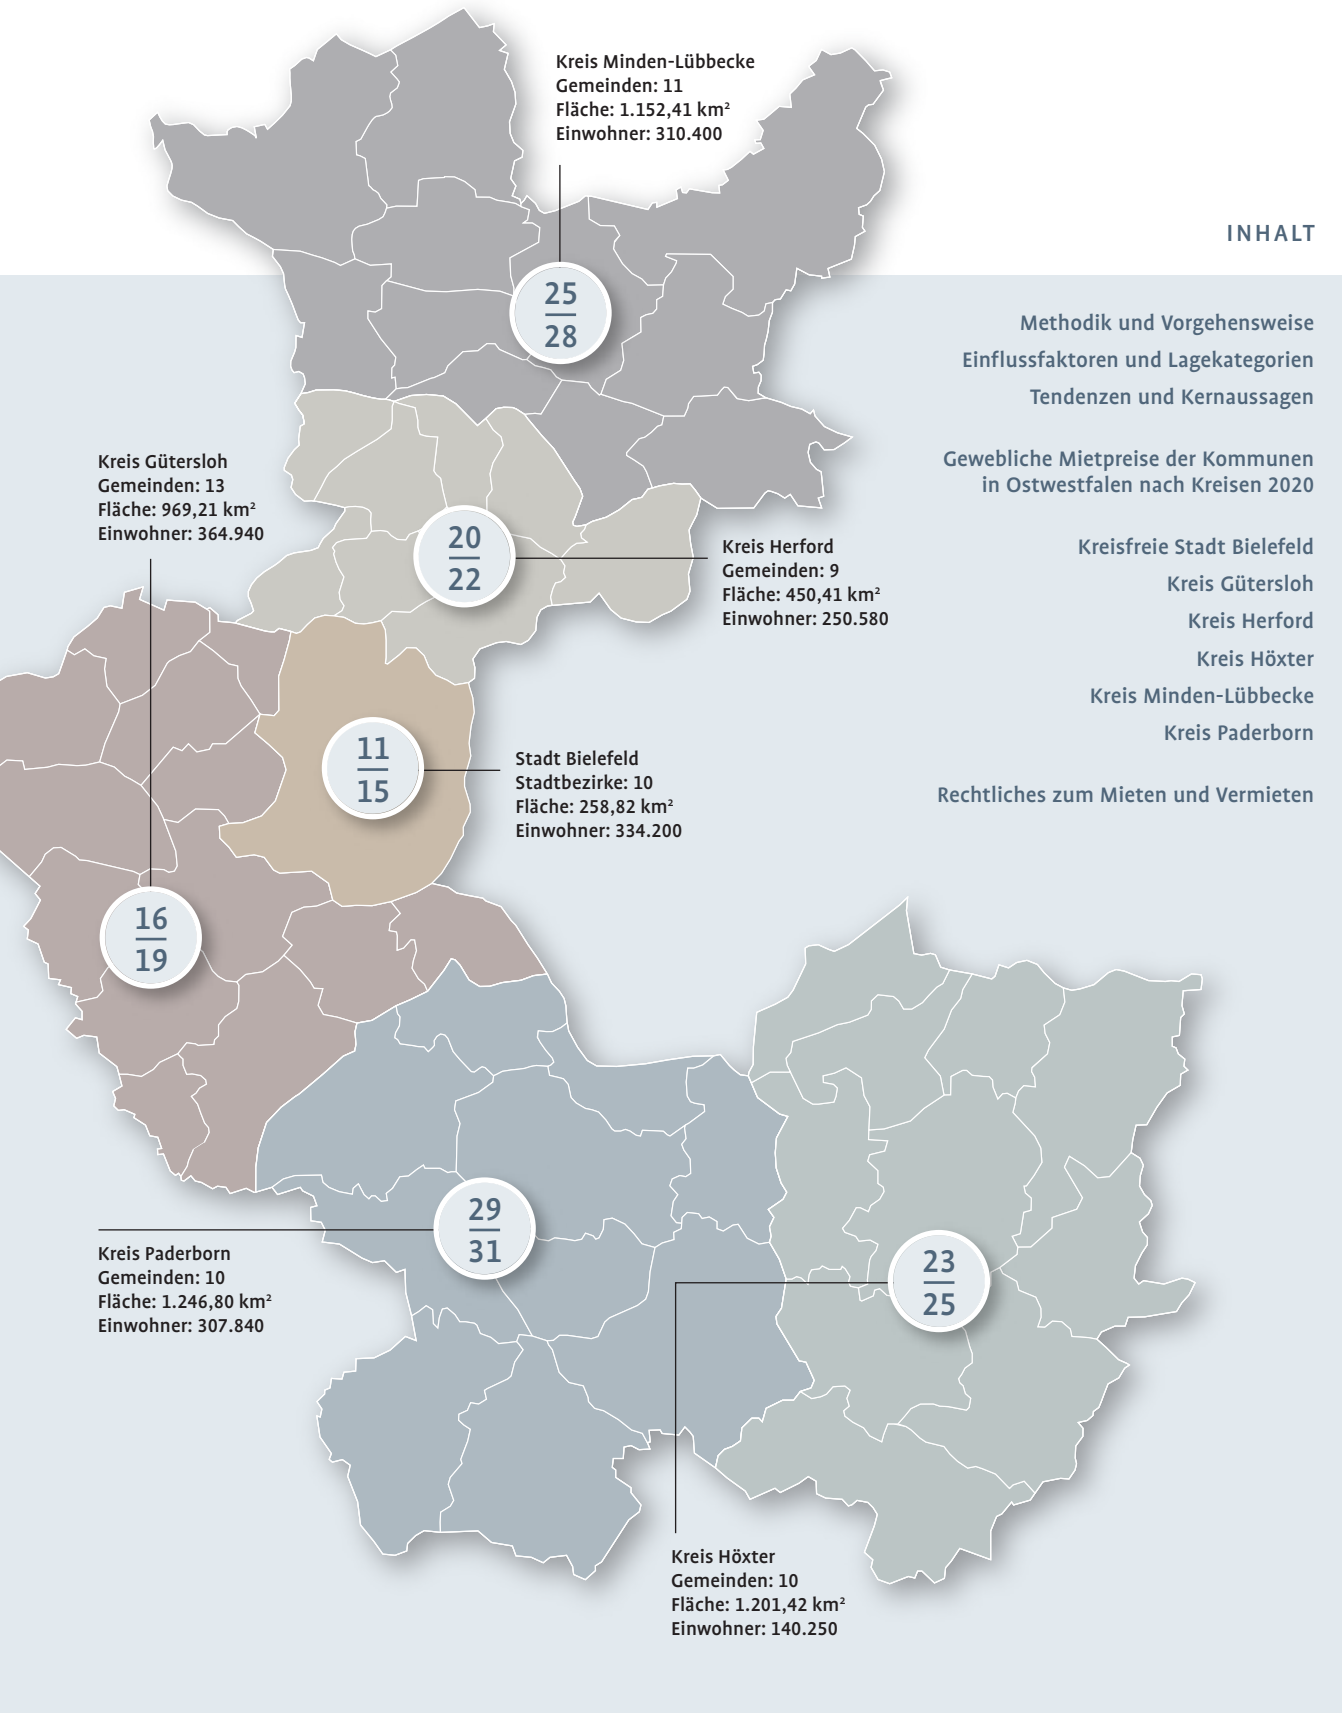 Kreis Minden-Lübbecke
Gemeinden: 11
Fläche: 1.152,41 km²
Einwohner: 310.400
INHALT
25
28
Methodik und Vorgehensweise
Einflussfaktoren und Lagekategorien
Tendenzen und Kernaussagen
Gewebliche Mietpreise der Kommunen
in Ostwestfalen nach Kreisen 2020
Kreisfreie Stadt Bielefeld
Kreis Gütersloh
Kreis Herford
Kreis Höxter
Kreis Minden-Lübbecke
Kreis Paderborn
Rechtliches zum Mieten und Vermieten
Kreis Gütersloh
Gemeinden: 13
Fläche: 969,21 km²
Einwohner: 364.940
20
22
Kreis Herford
Gemeinden: 9
Fläche: 450,41 km²
Einwohner: 250.580
11
15
Stadt Bielefeld
Stadtbezirke: 10
Fläche: 258,82 km²
Einwohner: 334.200
16
19
29
31
Kreis Paderborn
Gemeinden: 10
Fläche: 1.246,80 km²
Einwohner: 307.840
23
25
Kreis Höxter
Gemeinden: 10
Fläche: 1.201,42 km²
Einwohner: 140.250